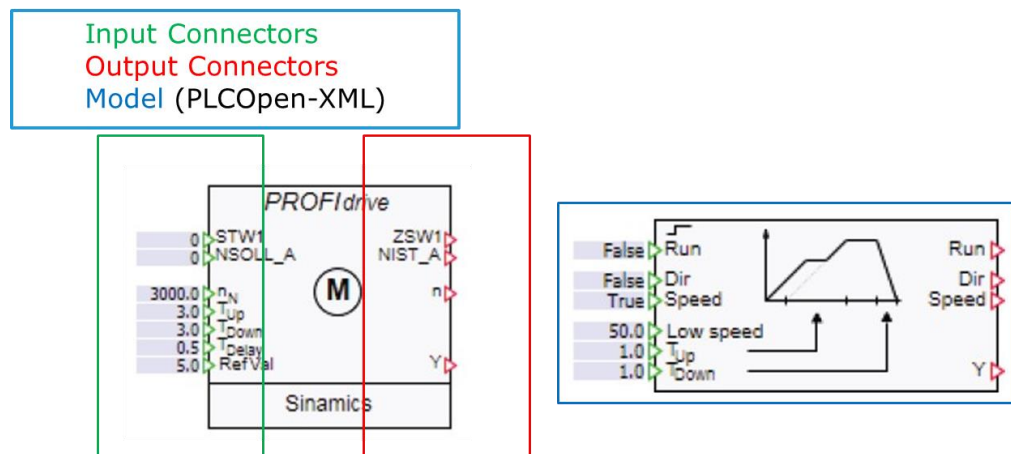 Input Connectors
Output Connectors
Model (PLCOpen-XML)
PROFIdrive
0 STW1 ZSW1
0 NSOLL_A NIST_A
M
3000.0 nN n
3.0 TUp
3.0 TDown
0.5 TDelay
5.0 RefVal Y
Sinamics
False Run Run
False Dir Dir
True Speed Speed
50.0 Low speed
1.0 TUp
1.0 TDown Y